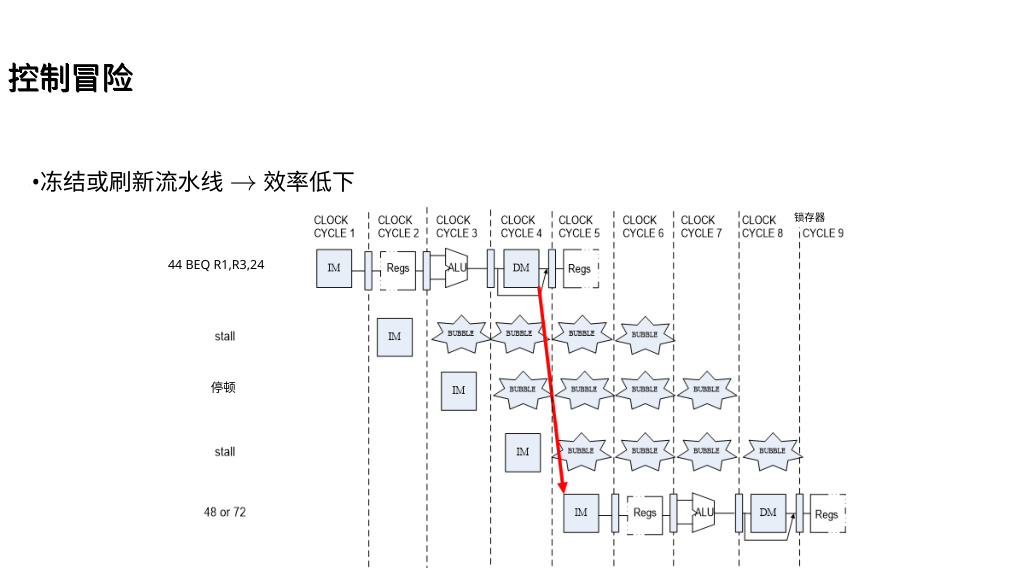 控制冒险
•冻结或刷新流水线 → 效率低下
CLOCK CYCLE 1
CLOCK CYCLE 2
CLOCK CYCLE 3
CLOCK CYCLE 4
CLOCK CYCLE 5
CLOCK CYCLE 6
CLOCK CYCLE 7
CLOCK CYCLE 8
锁存器 CYCLE 9
44 BEQ R1,R3,24
IM Regs ALU DM Regs
stall
IM BUBBLE BUBBLE BUBBLE BUBBLE
停顿
IM BUBBLE BUBBLE BUBBLE BUBBLE
stall
IM BUBBLE BUBBLE BUBBLE BUBBLE
48 or 72
IM Regs ALU DM Regs